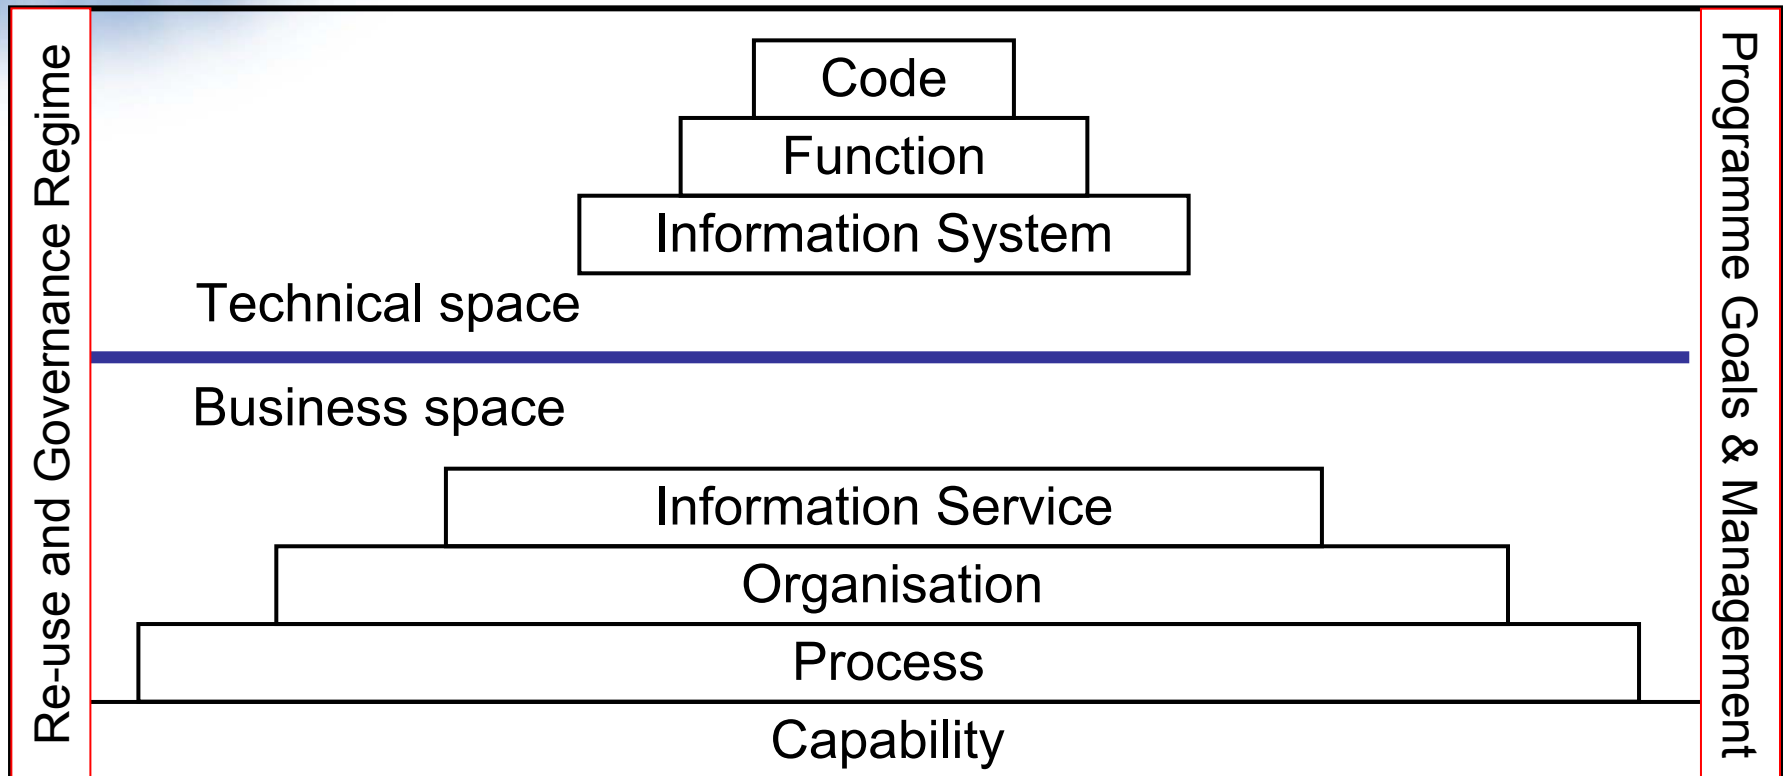 Re-use and Governance Regime
Code
Function
Information System
Technical space
Business space
Information Service
Organisation
Process
Capability
Programme Goals & Management